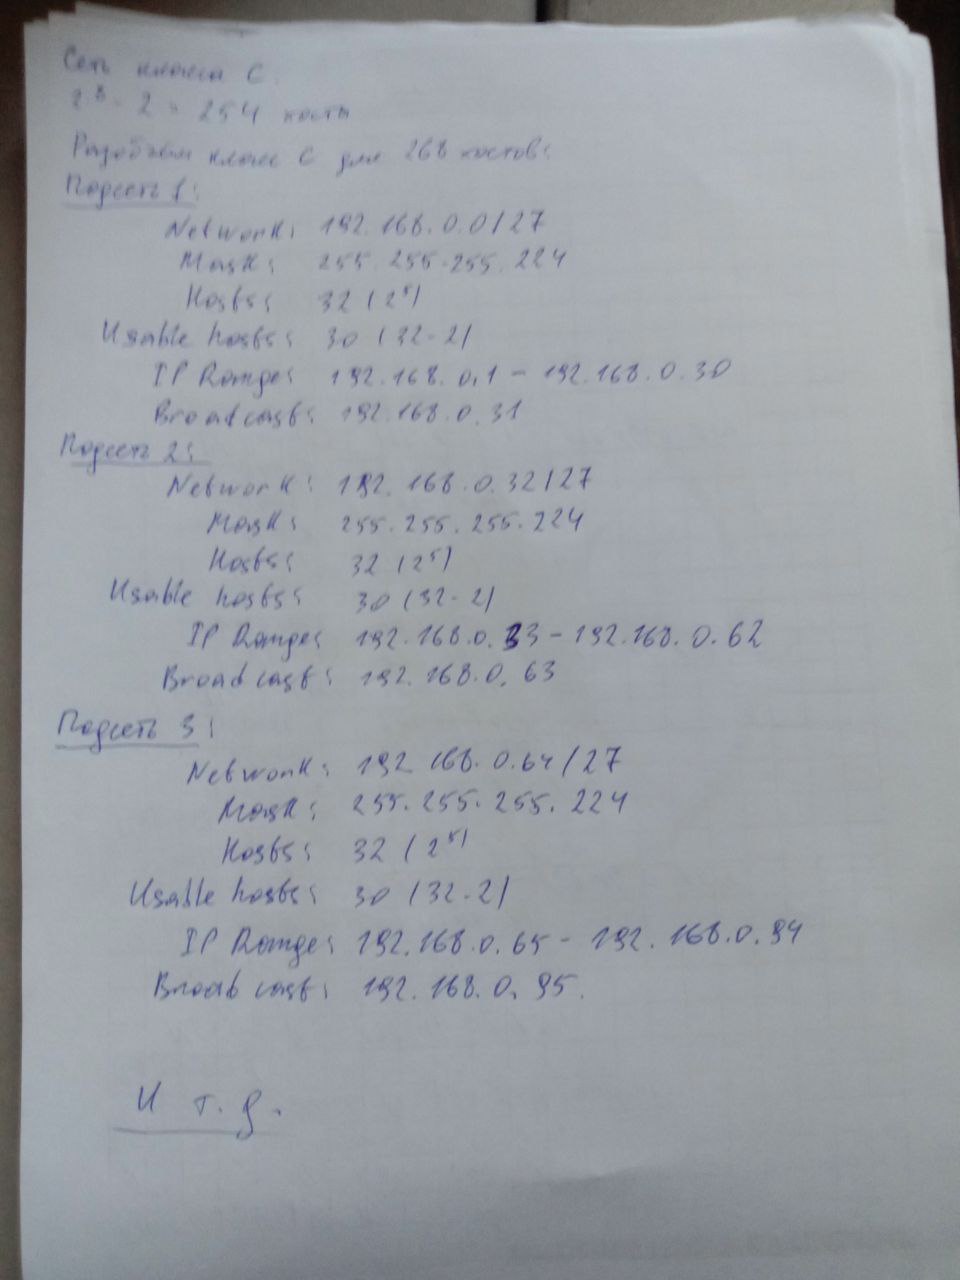 Сеть класса C
2^8 - 2 = 254 хосты
Разобьём класс C для 268 хостов:
Подсеть 1:
Network: 192.168.0.0/27
Mask: 255.255.255.224
Hosts: 32 (2^5)
Usable hosts: 30 (32-2)
IP Range: 192.168.0.1 - 192.168.0.30
Broadcast: 192.168.0.31
Подсеть 2:
Network: 192.168.0.32/27
Mask: 255.255.255.224
Hosts: 32 (2^5)
Usable hosts: 30 (32-2)
IP Range: 192.168.0.33 - 192.168.0.62
Broadcast: 192.168.0.63
Подсеть 3:
Network: 192.168.0.64/27
Mask: 255.255.255.224
Hosts: 32 (2^5)
Usable hosts: 30 (32-2)
IP Range: 192.168.0.65 - 192.168.0.94
Broadcast: 192.168.0.95.
И т.д.